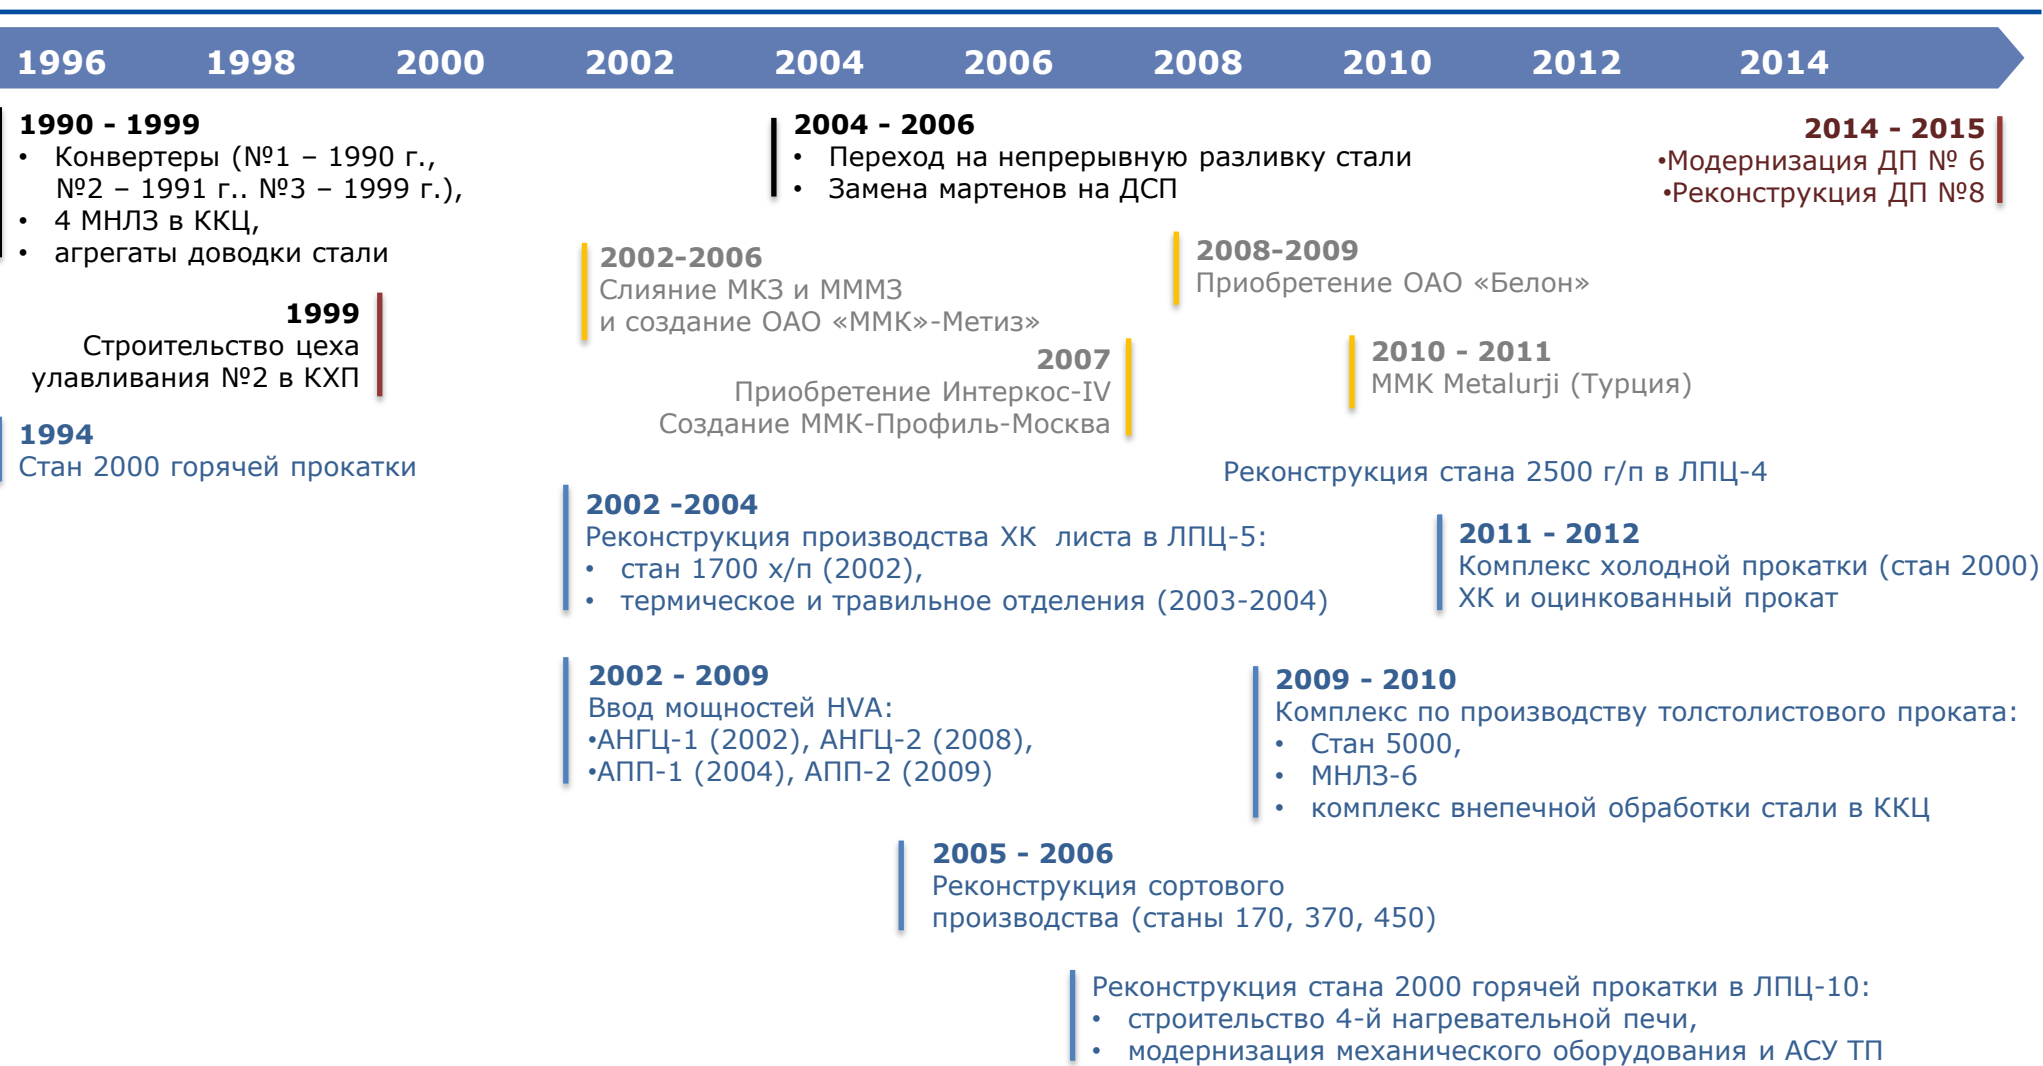 1996 1998 2000 2002 2004 2006 2008 2010 2012 2014
1990 - 1999
• Конвертеры (№1 – 1990 г.,
№2 – 1991 г.. №3 – 1999 г.),
• 4 МНЛЗ в ККЦ,
• агрегаты доводки стали
2004 - 2006
• Переход на непрерывную разливку стали
• Замена мартенов на ДСП
2014 - 2015
•Модернизация ДП № 6
•Реконструкция ДП №8
2002-2006
Слияние МКЗ и МММЗ
и создание ОАО «ММК»-Метиз»
2008-2009
Приобретение ОАО «Белон»
1999
Строительство цеха
улавливания №2 в КХП
2007
Приобретение Интеркос-IV
Создание ММК-Профиль-Москва
2010 - 2011
MMK Metalurji (Турция)
1994
Стан 2000 горячей прокатки
Реконструкция стана 2500 г/п в ЛПЦ-4
2002 -2004
Реконструкция производства ХК листа в ЛПЦ-5:
• стан 1700 х/п (2002),
• термическое и травильное отделения (2003-2004)
2011 - 2012
Комплекс холодной прокатки (стан 2000)
ХК и оцинкованный прокат
2002 - 2009
Ввод мощностей HVA:
•АНГЦ-1 (2002), АНГЦ-2 (2008),
•АПП-1 (2004), АПП-2 (2009)
2009 - 2010
Комплекс по производству толстолистового проката:
• Стан 5000,
• МНЛЗ-6
• комплекс внепечной обработки стали в ККЦ
2005 - 2006
Реконструкция сортового
производства (станы 170, 370, 450)
Реконструкция стана 2000 горячей прокатки в ЛПЦ-10:
• строительство 4-й нагревательной печи,
• модернизация механического оборудования и АСУ ТП